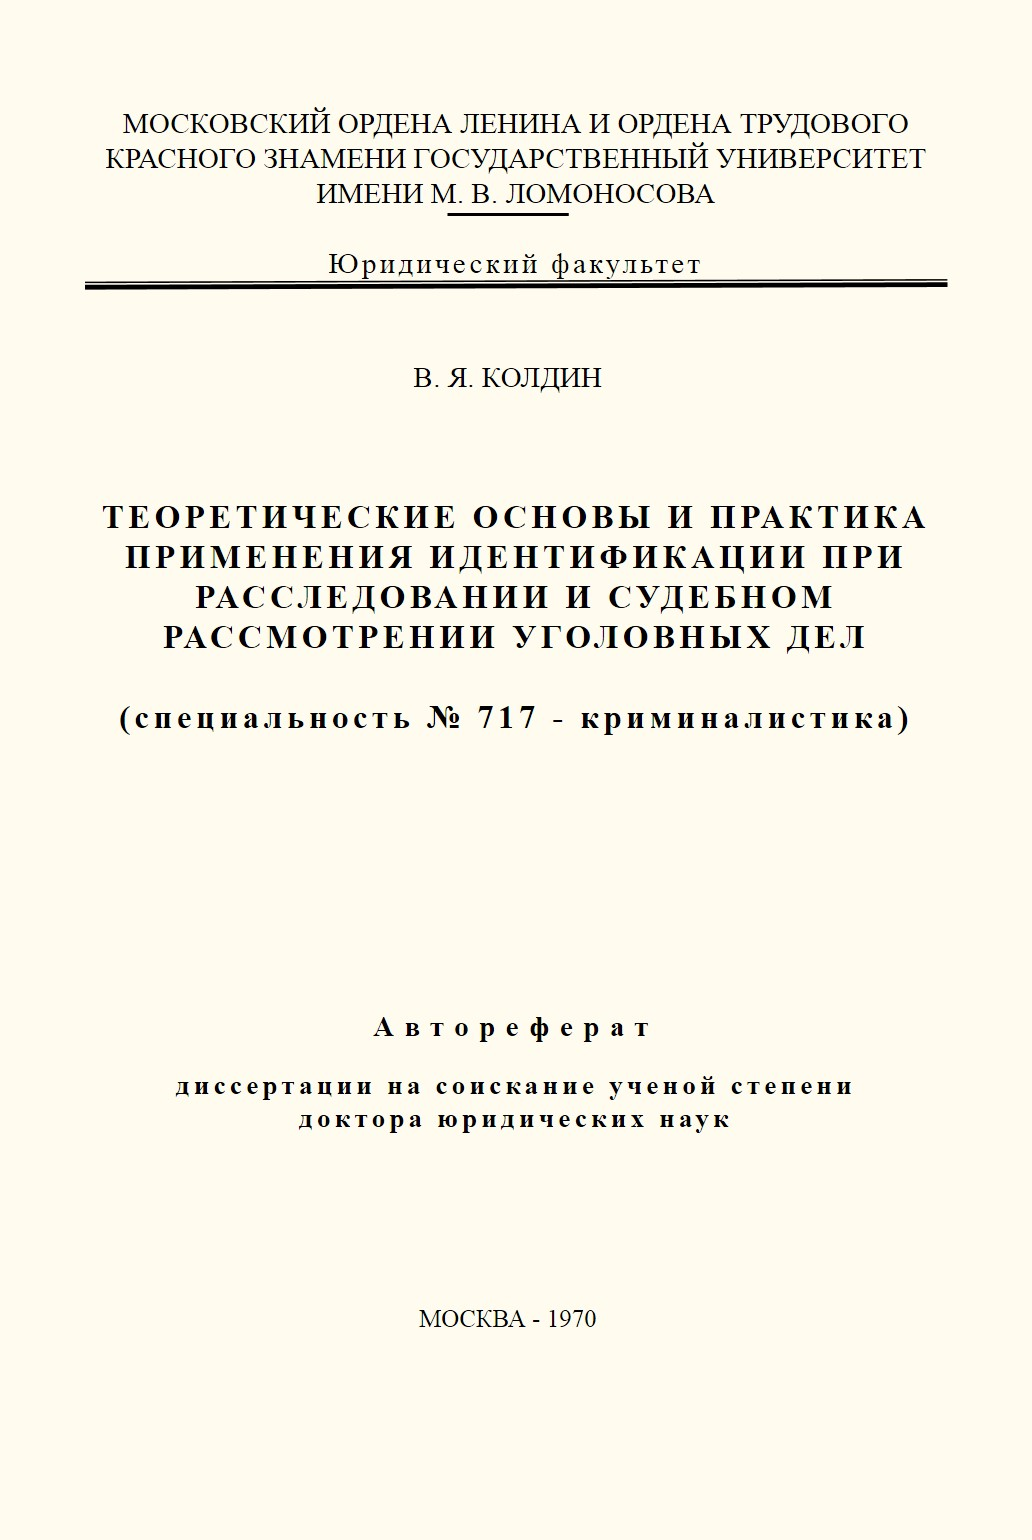 МОСКОВСКИЙ ОРДЕНА ЛЕНИНА И ОРДЕНА ТРУДОВОГО
КРАСНОГО ЗНАМЕНИ ГОСУДАРСТВЕННЫЙ УНИВЕРСИТЕТ
ИМЕНИ М. В. ЛОМОНОСОВА
Юридический факультет
В. Я. КОЛДИН
ТЕОРЕТИЧЕСКИЕ ОСНОВЫ И ПРАКТИКА
ПРИМЕНЕНИЯ ИДЕНТИФИКАЦИИ ПРИ
РАССЛЕДОВАНИИ И СУДЕБНОМ
РАССМОТРЕНИИ УГОЛОВНЫХ ДЕЛ
(специальность № 717 - криминалистика)
Автореферат
диссертации на соискание ученой степени
доктора юридических наук
МОСКВА - 1970